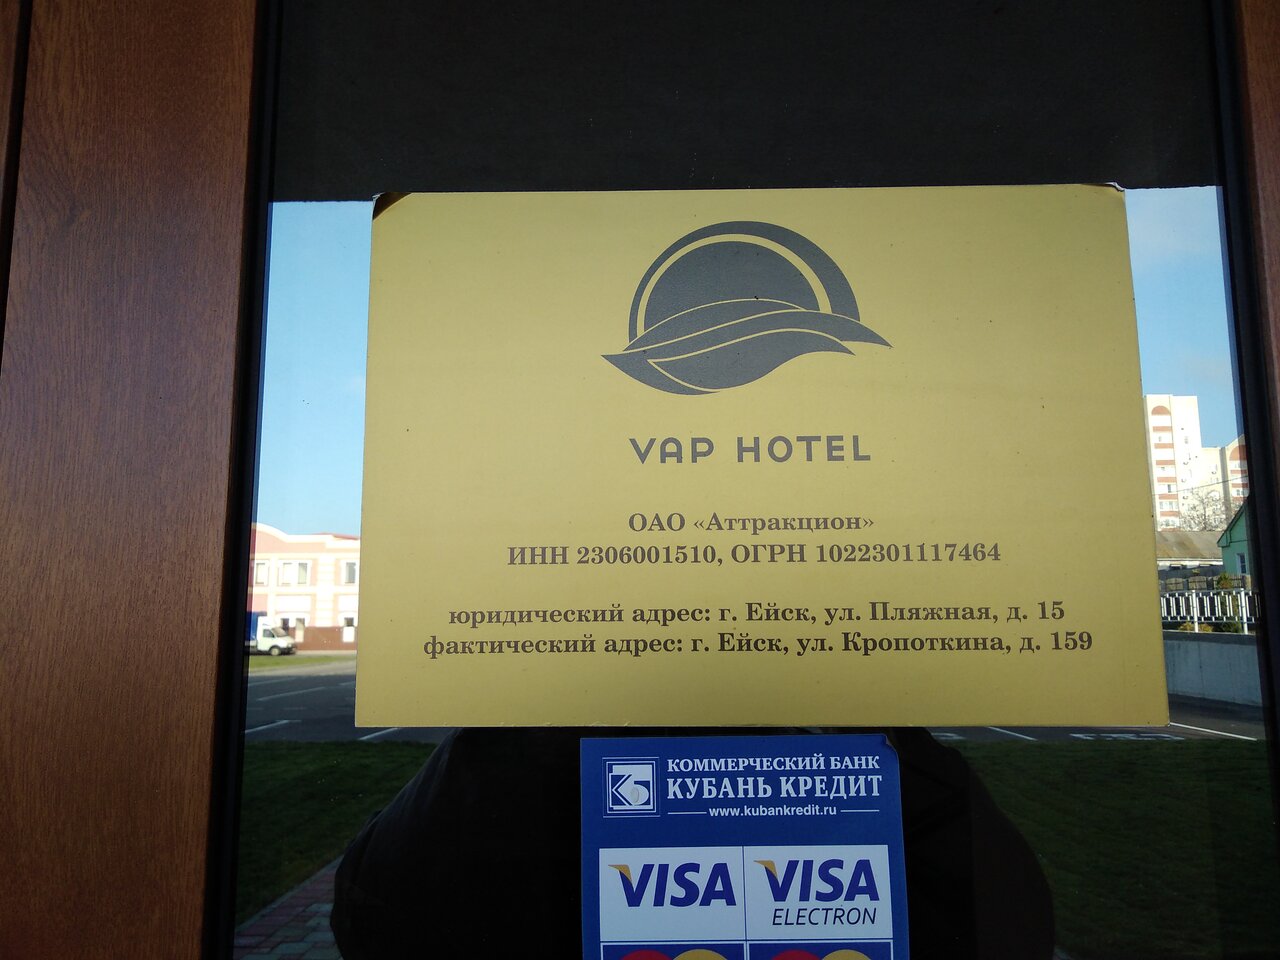 VAP HOTEL
ОАО «Аттракцион»
ИНН 2306001510, ОГРН 1022301117464
юридический адрес: г. Ейск, ул. Пляжная, д. 15
фактический адрес: г. Ейск, ул. Кропоткина, д. 159
КОММЕРЧЕСКИЙ БАНК
КУБАНЬ КРЕДИТ
www.kubankredit.ru
VISA VISA
ELECTRON